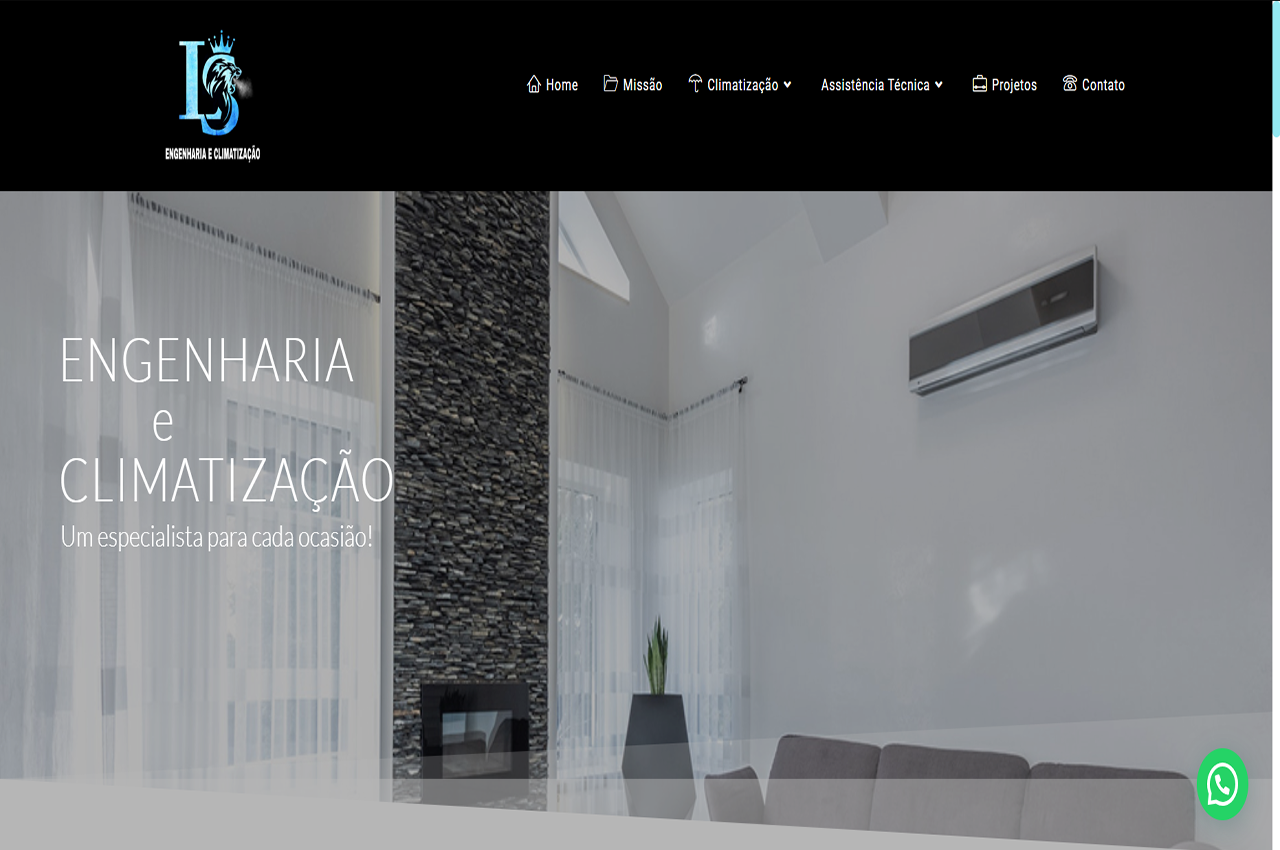 LS
ENGENHARIA E CLIMATIZAÇÃO
Home Missão Climatização Assistência Técnica Projetos Contato
ENGENHARIA
e
CLIMATIZAÇÃO
Um especialista para cada ocasião!